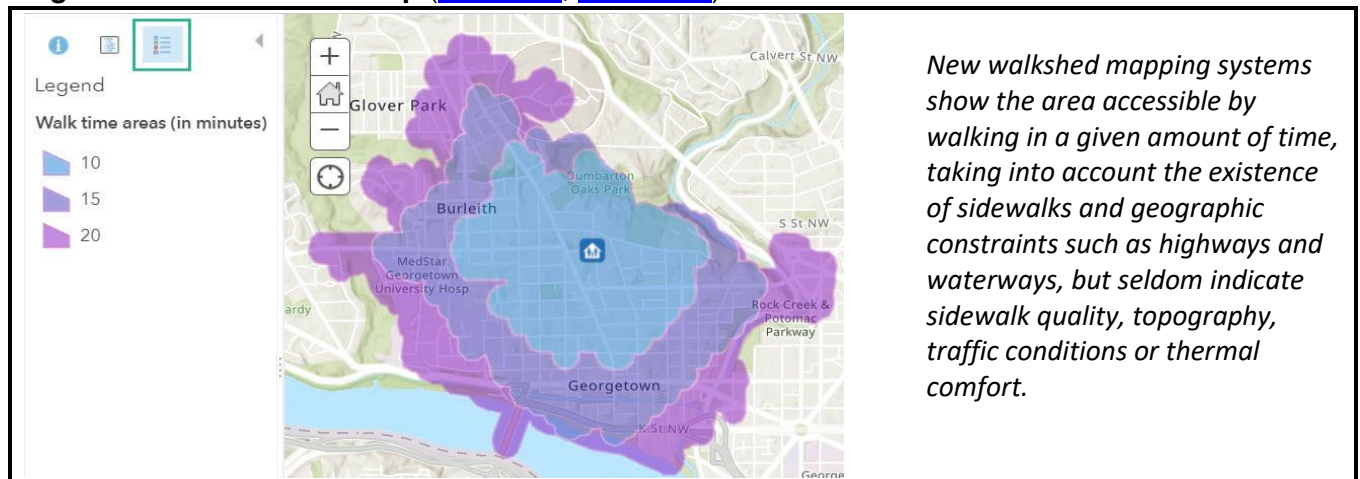 Legend
Walk time areas (in minutes)
10
15
20
Calvert St NW
Glover Park
Dumbarton
Oaks Park
Burleith
S St NW
MedStar
Georgetown
University Hosp
ardy
Rock Creek &
Potomac
Parkway
Georgetown
K St NW
George
New walkshed mapping systems
show the area accessible by
walking in a given amount of time,
taking into account the existence
of sidewalks and geographic
constraints such as highways and
waterways, but seldom indicate
sidewalk quality, topography,
traffic conditions or thermal
comfort.